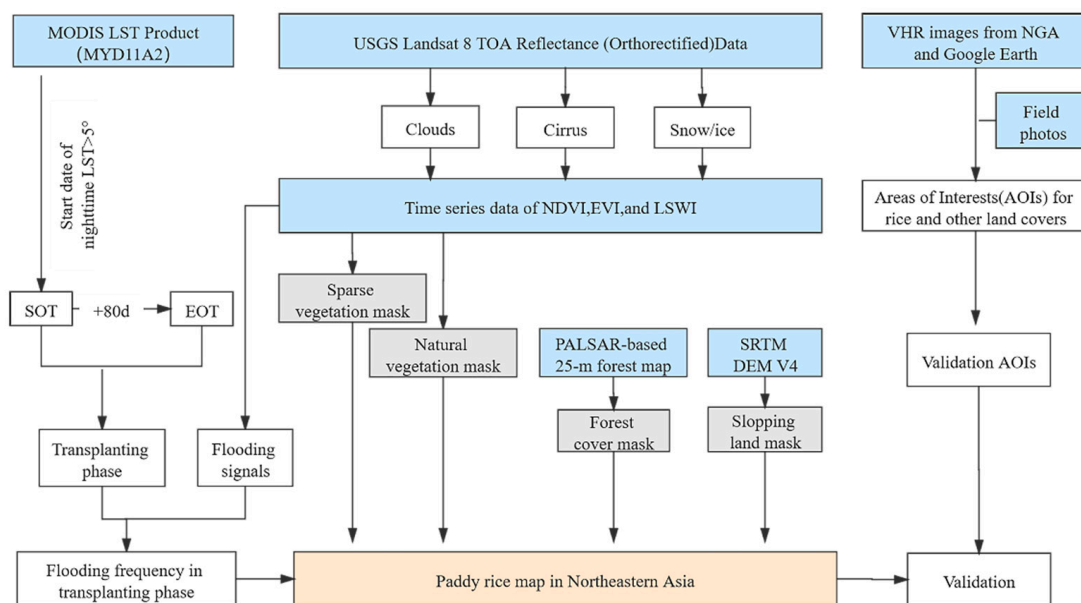 MODIS LST Product
(MYD11A2)
USGS Landsat 8 TOA Reflectance (Orthorectified)Data
VHR images from NGA
and Google Earth
Clouds
Cirrus
Snow/ice
Field
photos
Start date of
nighttime LST>5°
Time series data of NDVI,EVI,and LSWI
Areas of Interests(AOIs) for
rice and other land covers
Sparse
vegetation mask
SOT
+80d
EOT
Natural
vegetation mask
PALSAR-based
25-m forest map
SRTM
DEM V4
Validation AOIs
Forest
cover mask
Slopping
land mask
Transplanting
phase
Flooding
signals
Flooding frequency in
transplanting phase
Paddy rice map in Northeastern Asia
Validation